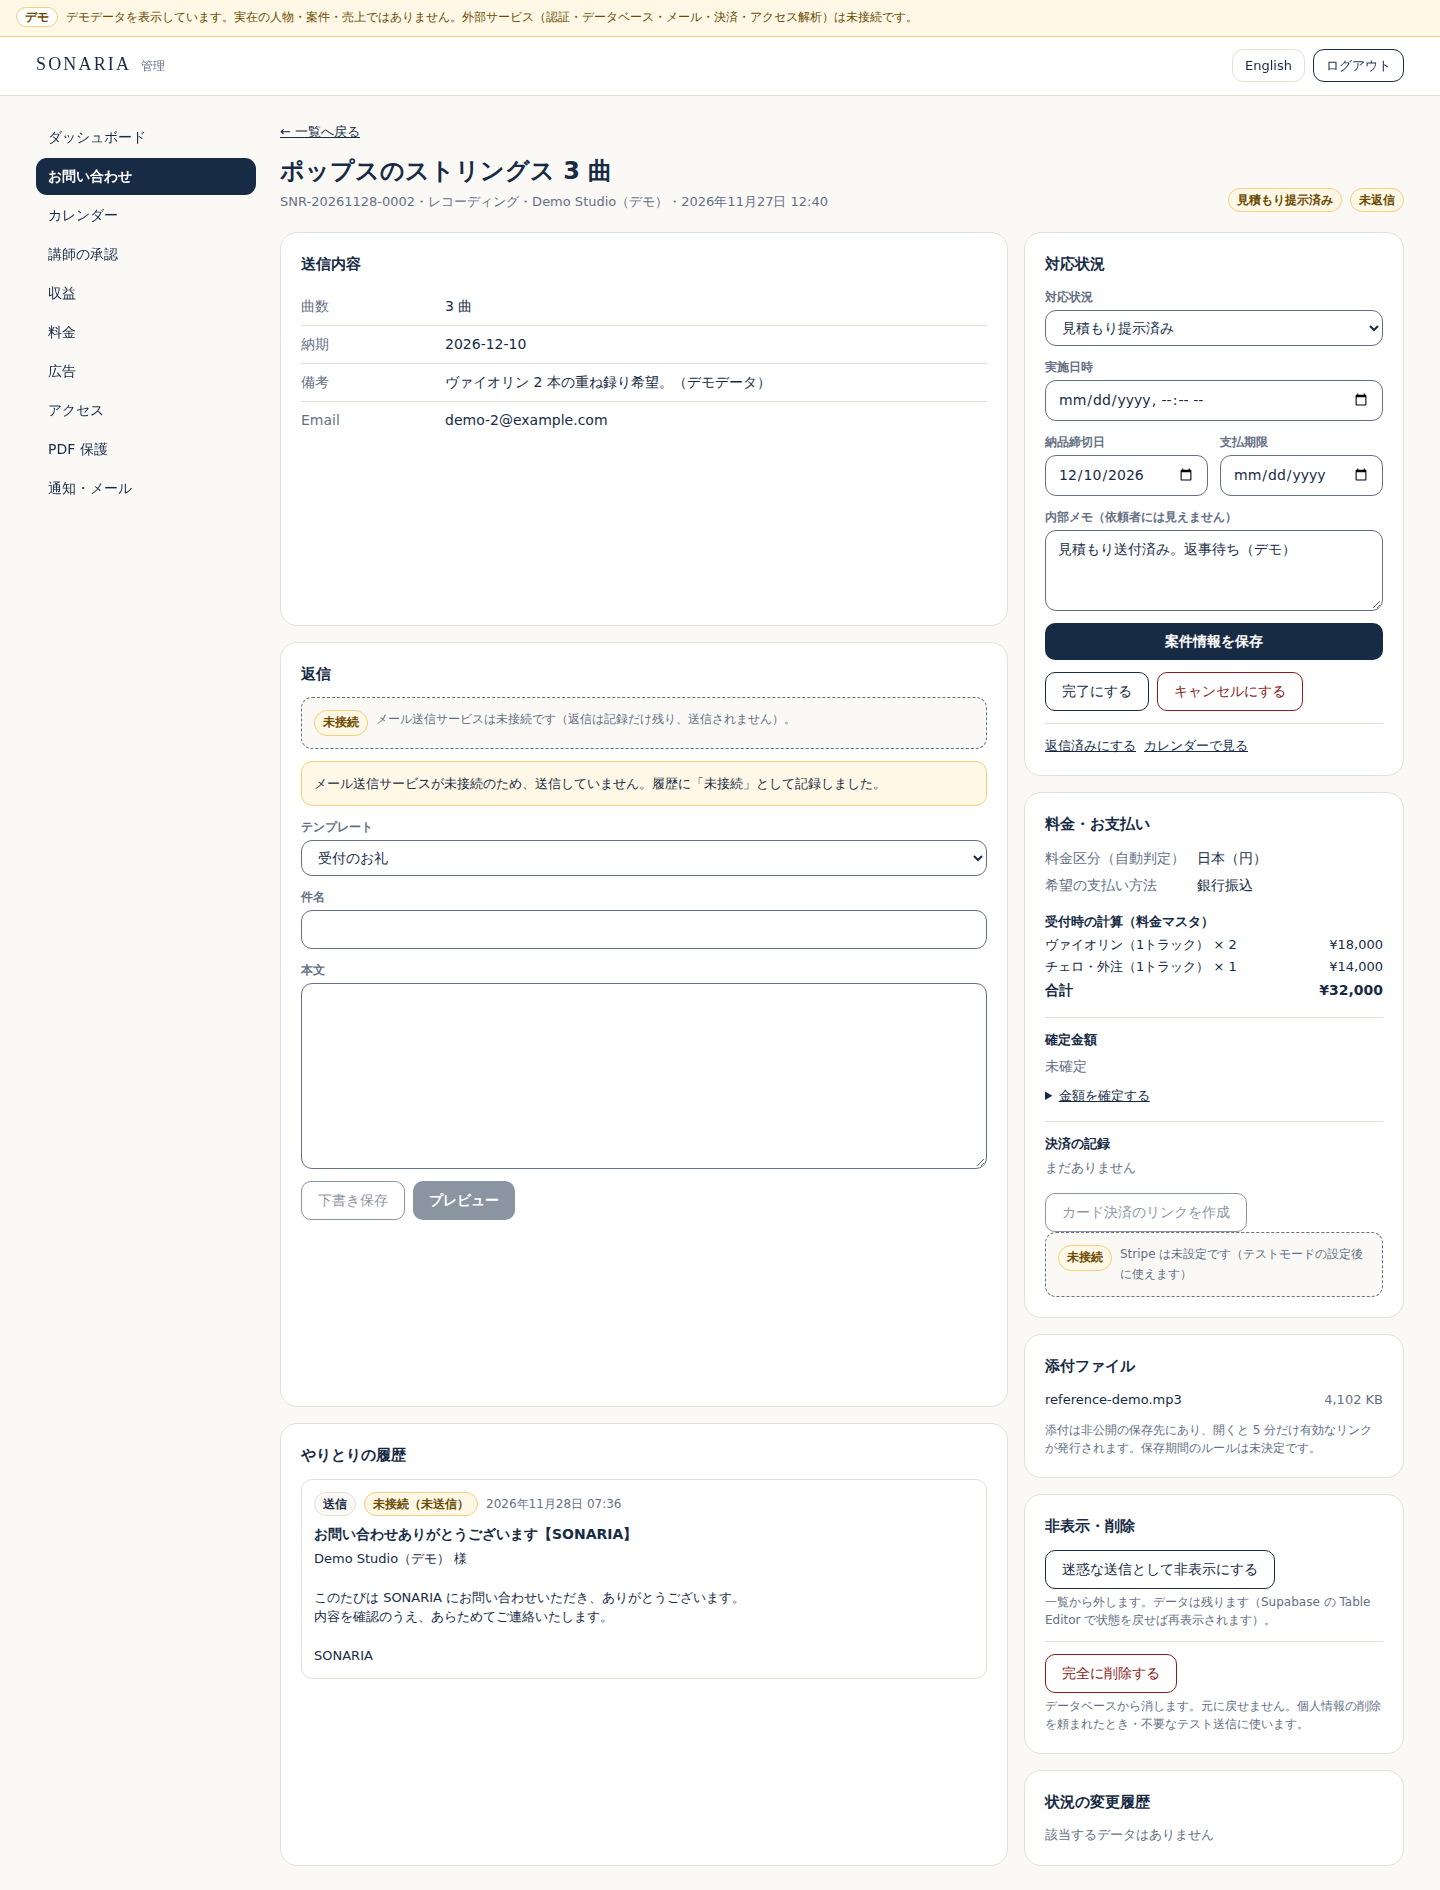 デモ デモデータを表示しています。実在の人物・案件・売上ではありません。外部サービス（認証・データベース・メール・決済・アクセス解析）は未接続です。
SONARIA 管理
English ログアウト
ダッシュボード
お問い合わせ
カレンダー
講師の承認
収益
料金
広告
アクセス
PDF 保護
通知・メール
← 一覧へ戻る
ポップスのストリングス 3 曲
SNR-20261128-0002・レコーディング・Demo Studio（デモ）・2026年11月27日 12:40
見積もり提示済み 未返信
送信内容
曲数 3 曲
納期 2026-12-10
備考 ヴァイオリン 2 本の重ね録り希望。（デモデータ）
Email demo-2@example.com
返信
未接続 メール送信サービスは未接続です（返信は記録だけ残り、送信されません）。
メール送信サービスが未接続のため、送信していません。履歴に「未接続」として記録しました。
テンプレート
受付のお礼
件名
本文
下書き保存 プレビュー
やりとりの履歴
送信 未接続（未送信） 2026年11月28日 07:36
お問い合わせありがとうございます【SONARIA】
Demo Studio（デモ） 様
このたびは SONARIA にお問い合わせいただき、ありがとうございます。
内容を確認のうえ、あらためてご連絡いたします。
SONARIA
対応状況
対応状況
見積もり提示済み
実施日時
mm/dd/yyyy, --:-- --
納品締切日 支払期限
12/10/2026 mm/dd/yyyy
内部メモ（依頼者には見えません）
見積もり送付済み。返事待ち（デモ）
案件情報を保存
完了にする キャンセルにする
返信済みにする カレンダーで見る
料金・お支払い
料金区分（自動判定） 日本（円）
希望の支払い方法 銀行振込
受付時の計算（料金マスタ）
ヴァイオリン（1トラック） × 2 ¥18,000
チェロ・外注（1トラック） × 1 ¥14,000
合計 ¥32,000
確定金額
未確定
▶ 金額を確定する
決済の記録
まだありません
カード決済のリンクを作成
未接続 Stripe は未設定です（テストモードの設定後
に使えます）
添付ファイル
reference-demo.mp3 4,102 KB
添付は非公開の保存先にあり、開くと 5 分だけ有効なリンク
が発行されます。保存期間のルールは未決定です。
非表示・削除
迷惑な送信として非表示にする
一覧から外します。データは残ります（Supabase の Table
Editor で状態を戻せば再表示されます）。
完全に削除する
データベースから消します。元に戻せません。個人情報の削除
を頼まれたとき・不要なテスト送信に使います。
状況の変更履歴
該当するデータはありません